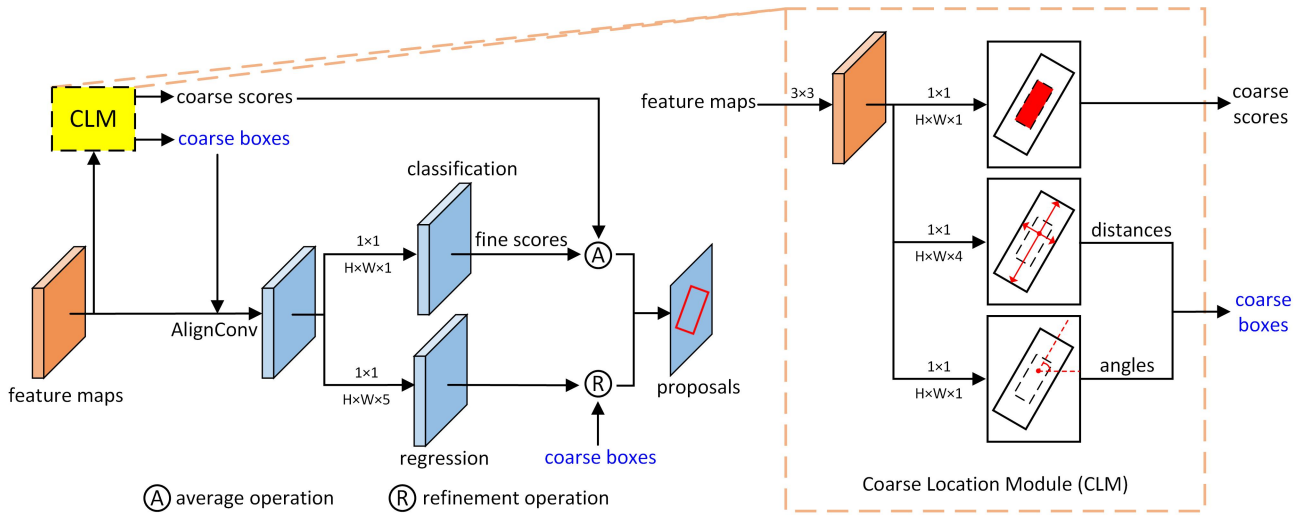 CLM
coarse scores
coarse boxes
classification
1×1
H×W×1
fine scores
A
AlignConv
feature maps
1×1
H×W×5
R
proposals
regression
coarse boxes
A average operation
R refinement operation
feature maps
3×3
1×1
H×W×1
coarse
scores
1×1
H×W×4
distances
coarse
boxes
1×1
H×W×1
angles
Coarse Location Module (CLM)